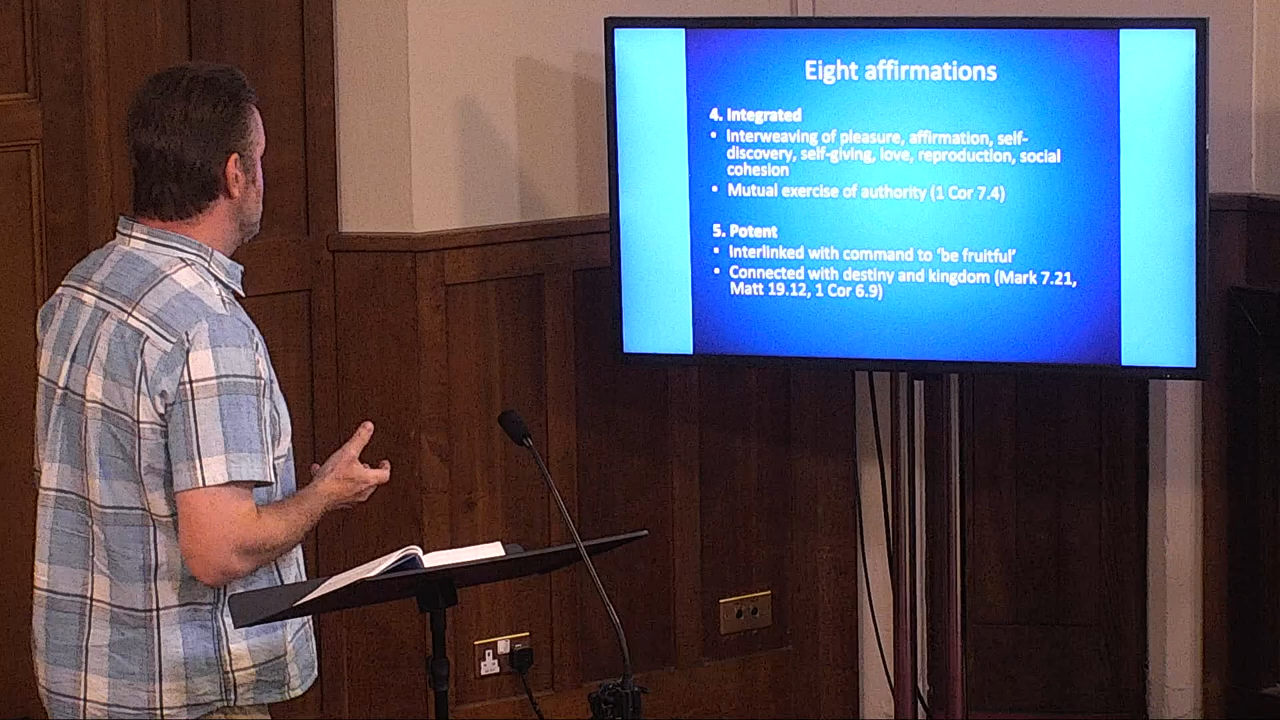 Eight affirmations
4. Integrated
• Interweaving of pleasure, affirmation, self-
discovery, self-giving, love, reproduction, social
cohesion
• Mutual exercise of authority (1 Cor 7.4)
5. Potent
• Interlinked with command to ‘be fruitful’
• Connected with destiny and kingdom (Mark 7.21,
Matt 19.12, 1 Cor 6.9)